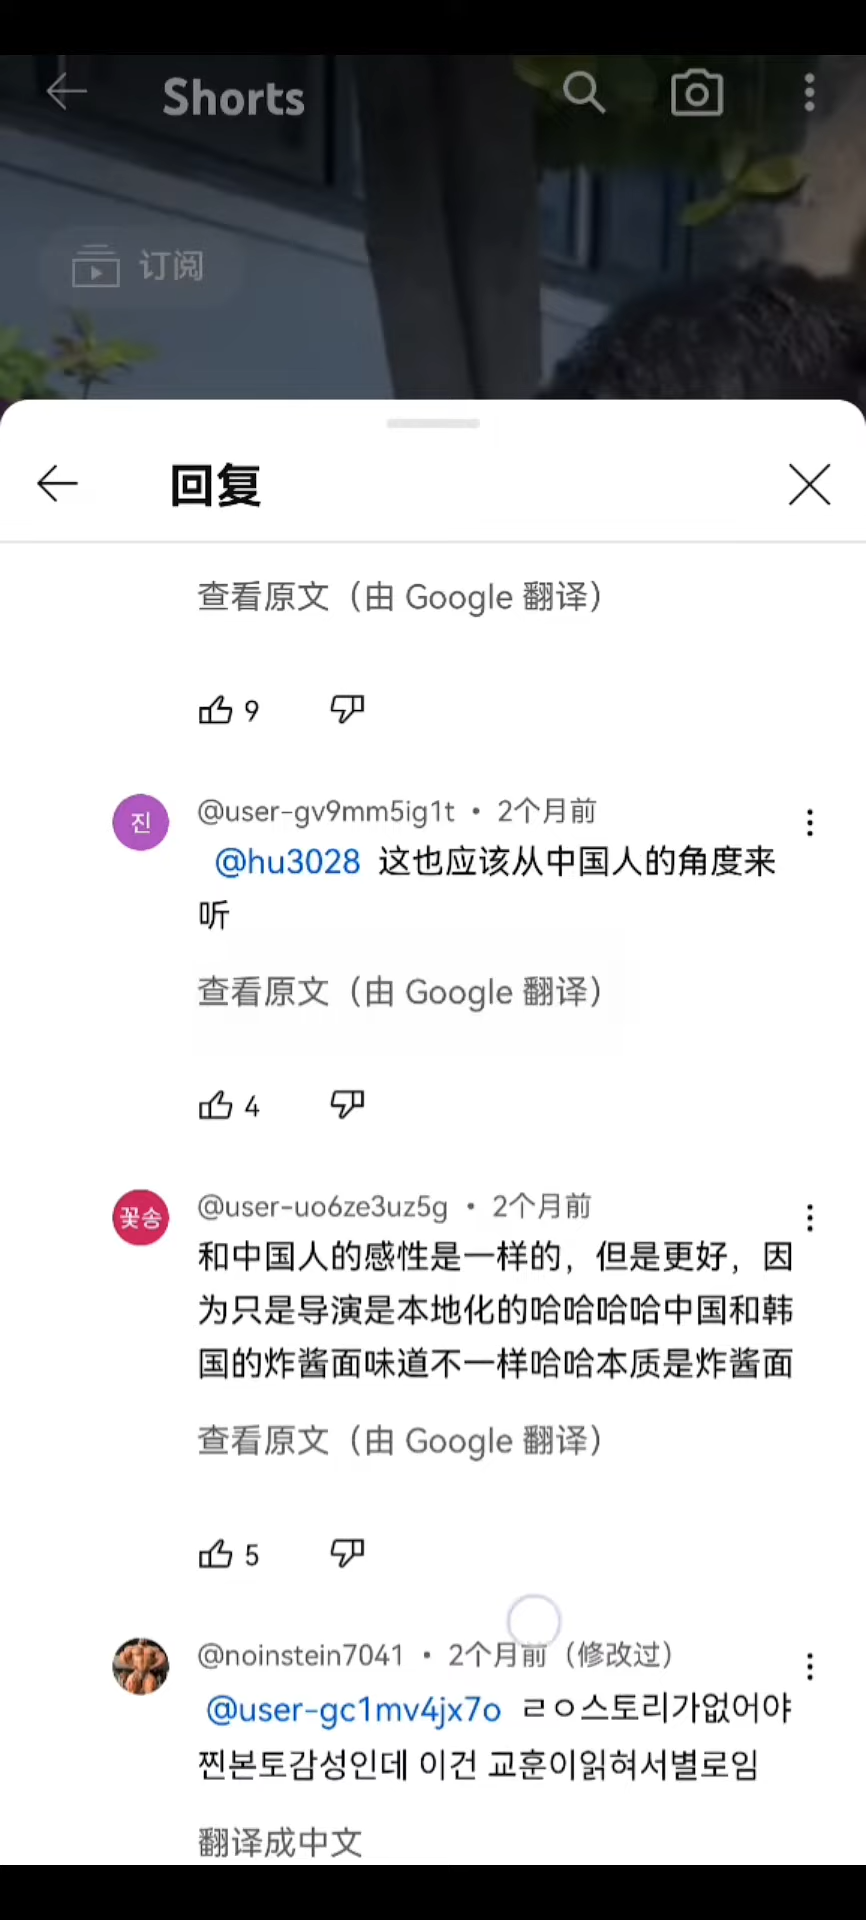 Shorts
订阅
回复
查看原文（由 Google 翻译）
9
진
@user-gv9mm5ig1t • 2个月前
@hu3028 这也应该从中国人的角度来
听
查看原文（由 Google 翻译）
4
꽃송
@user-uo6ze3uz5g • 2个月前
和中国人的感性是一样的，但是更好，因
为只是导演是本地化的哈哈哈哈中国和韩
国的炸酱面味道不一样哈哈本质是炸酱面
查看原文（由 Google 翻译）
5
@noinstein7041 • 2个月前（修改过）
@user-gc1mv4jx7o ㄹㅇ스토리가없어야
찐본토감성인데 이건 교훈이읽혀서별로임
翻译成中文